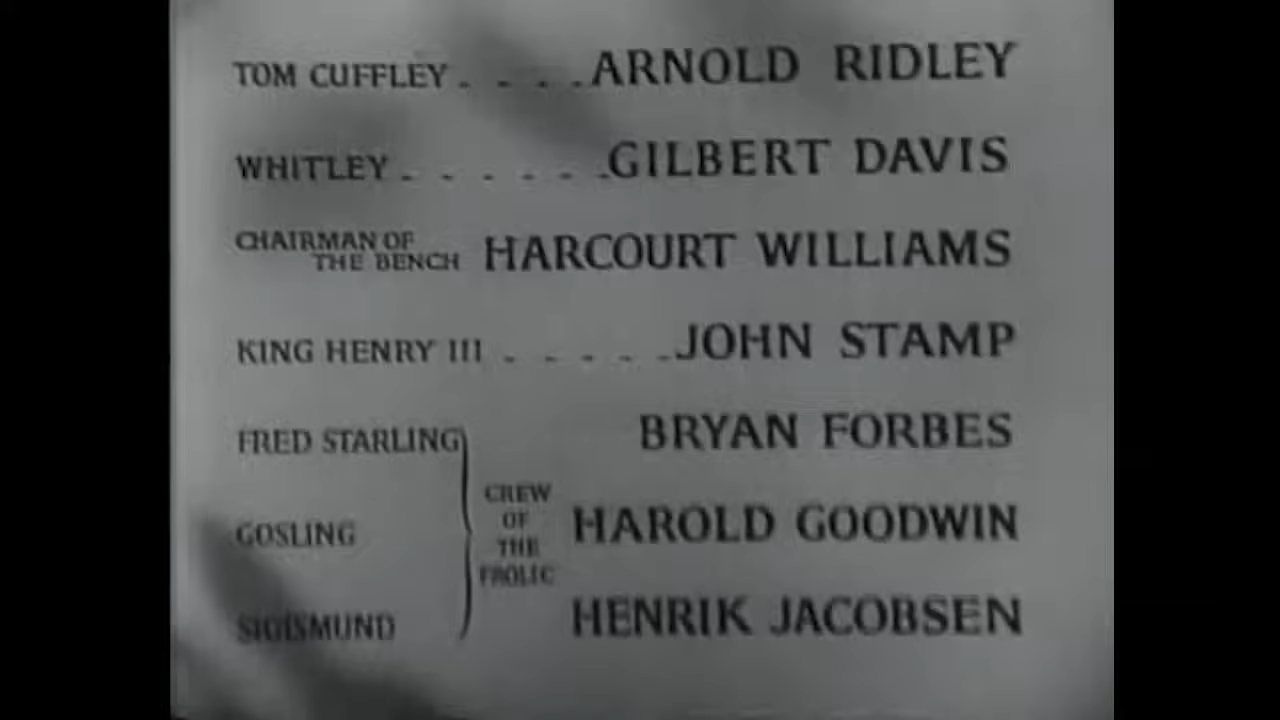 TOM CUFFLEY . . . . ARNOLD RIDLEY
WHITLEY . . . . . . GILBERT DAVIS
CHAIRMAN OF
THE BENCH HARCOURT WILLIAMS
KING HENRY III . . . . . JOHN STAMP
FRED STARLING BRYAN FORBES
GOSLING HAROLD GOODWIN
SIGISMUND HENRIK JACOBSEN
CREW
OF
THE
FROLIC